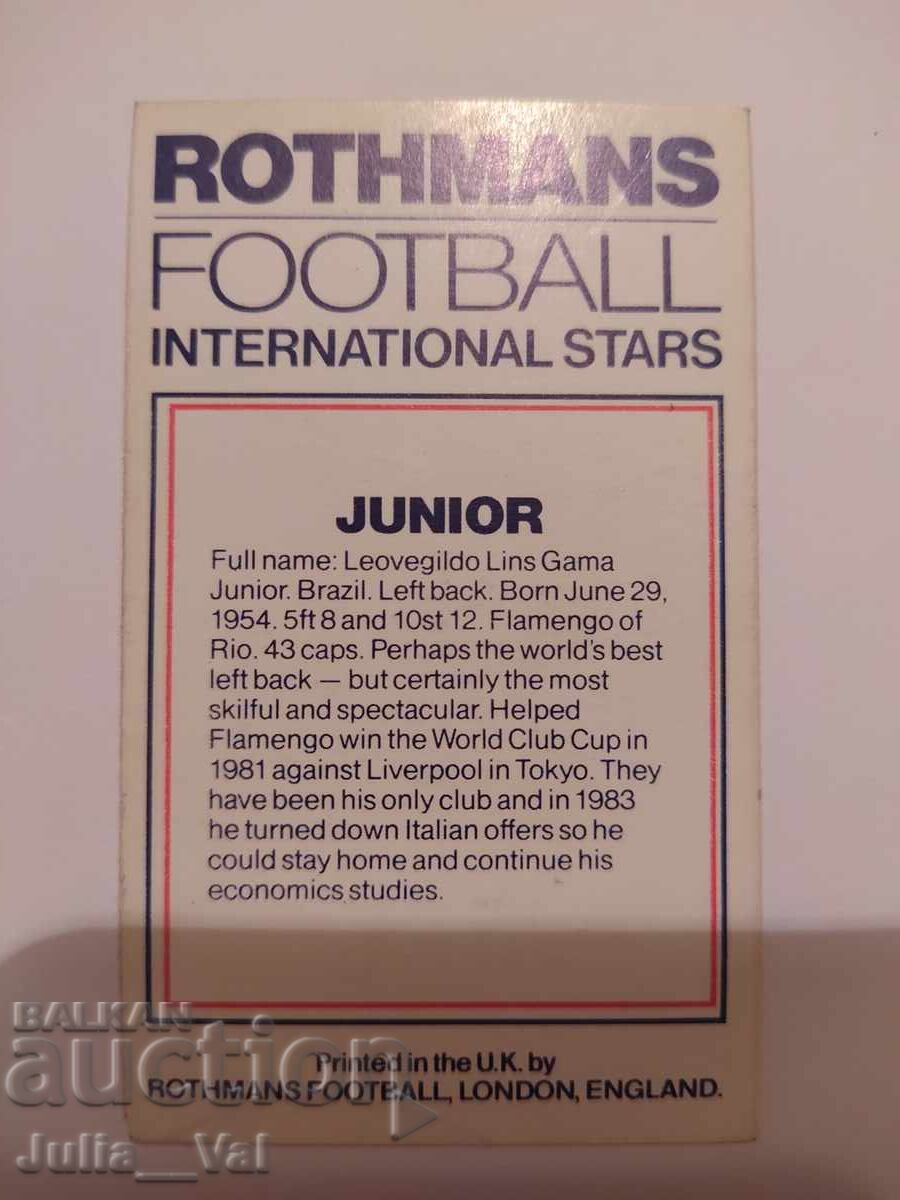 ROTHMANS
FOOTBALL
INTERNATIONAL STARS
JUNIOR
Full name: Leovegildo Lins Gama
Junior. Brazil. Left back. Born June 29,
1954. 5ft 8 and 10st 12. Flamengo of
Rio. 43 caps. Perhaps the world's best
left back — but certainly the most
skilful and spectacular. Helped
Flamengo win the World Club Cup in
1981 against Liverpool in Tokyo. They
have been his only club and in 1983
he turned down Italian offers so he
could stay home and continue his
economics studies.
Printed in the U.K. by
ROTHMANS FOOTBALL, LONDON, ENGLAND.
BALKAN
auction
Julia__Val